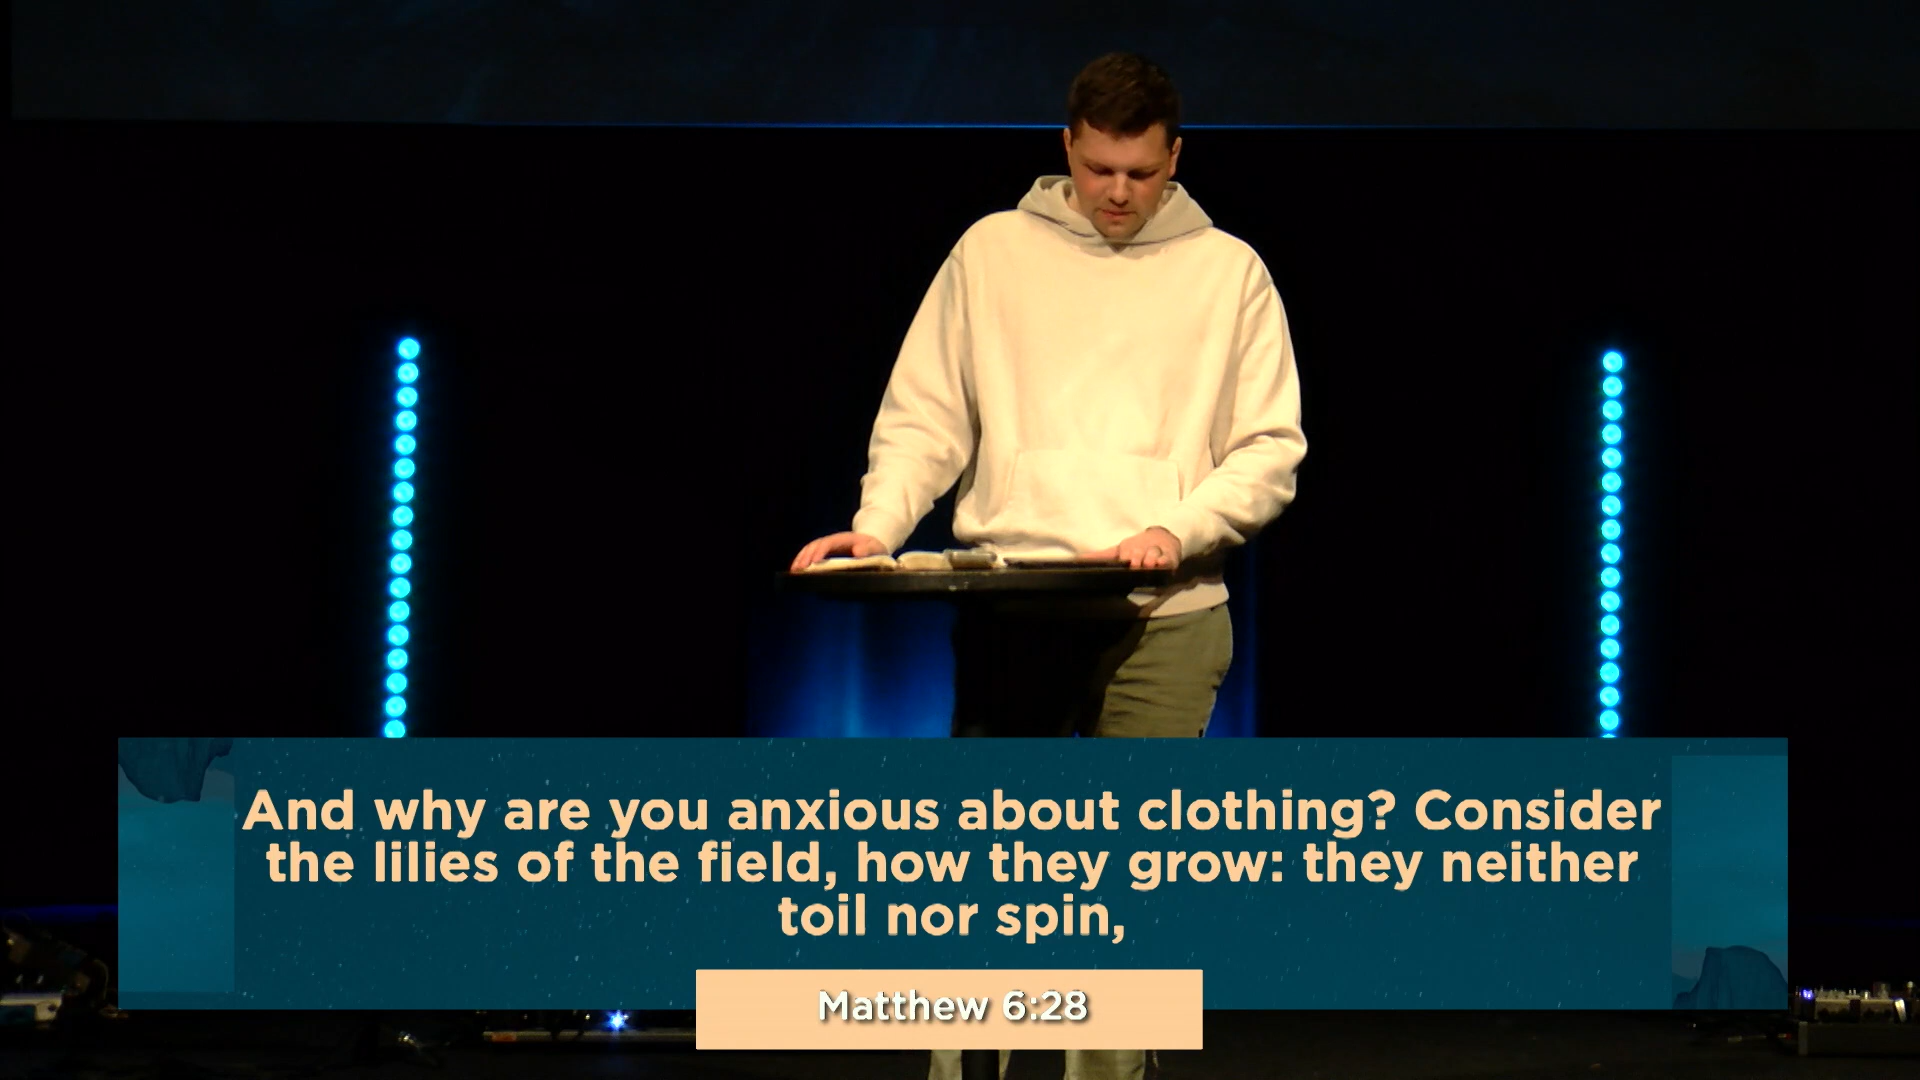 And why are you anxious about clothing? Consider
the lilies of the field, how they grow: they neither
toil nor spin,
Matthew 6:28